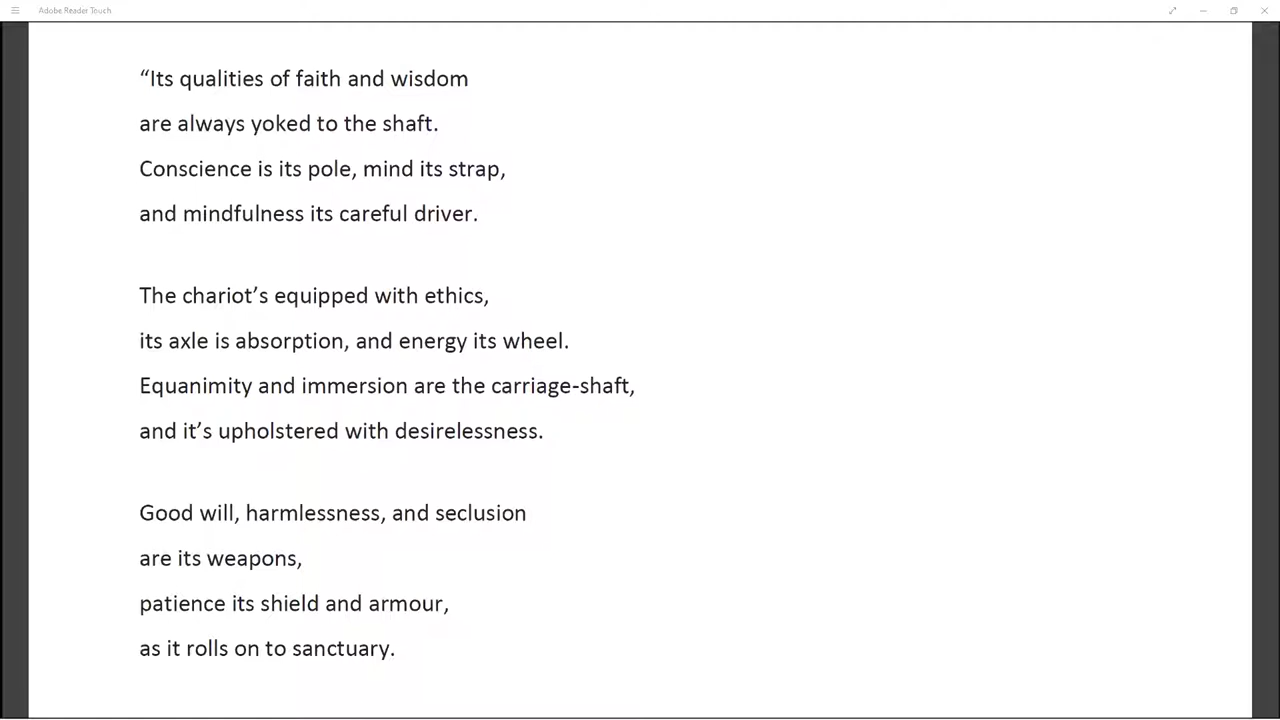 Adobe Reader Touch
“Its qualities of faith and wisdom
are always yoked to the shaft.
Conscience is its pole, mind its strap,
and mindfulness its careful driver.
The chariot’s equipped with ethics,
its axle is absorption, and energy its wheel.
Equanimity and immersion are the carriage-shaft,
and it’s upholstered with desirelessness.
Good will, harmlessness, and seclusion
are its weapons,
patience its shield and armour,
as it rolls on to sanctuary.